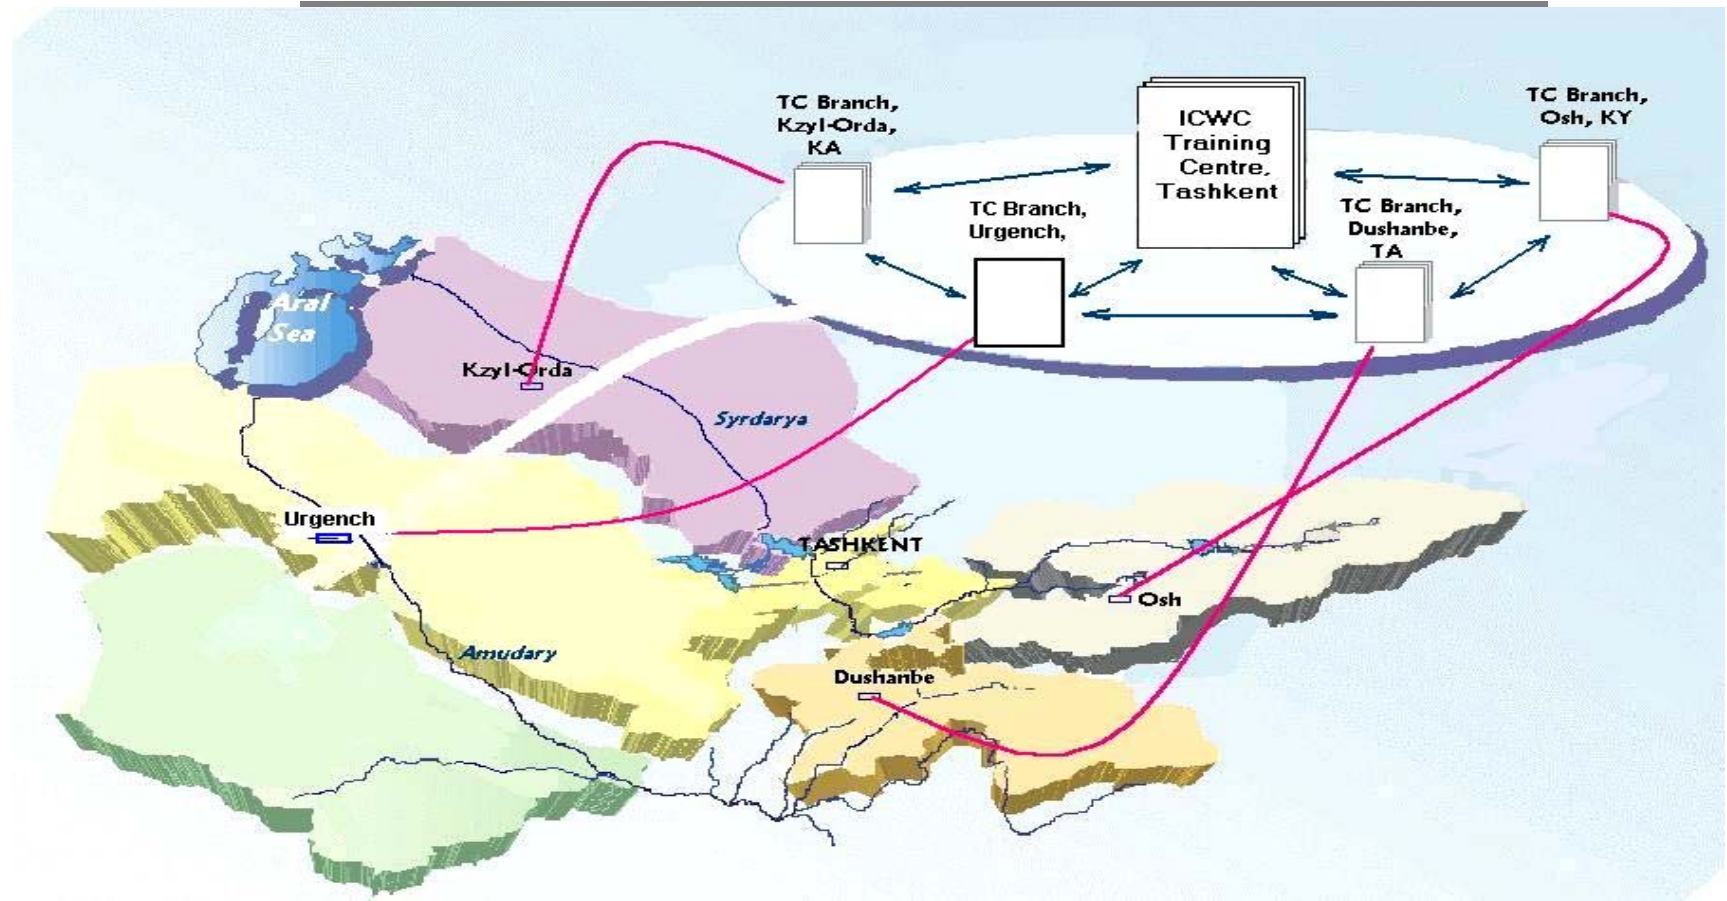 TC Branch,
Kzyl-Orda,
KA
ICWC
Training
Centre,
Tashkent
TC Branch,
Osh, KY
TC Branch,
Urgench,
TC Branch,
Dushanbe,
TA
Aral
Sea
Kzyl-Orda
Syrdarya
Urgench
TASHKENT
Osh
Amudary
Dushanbe